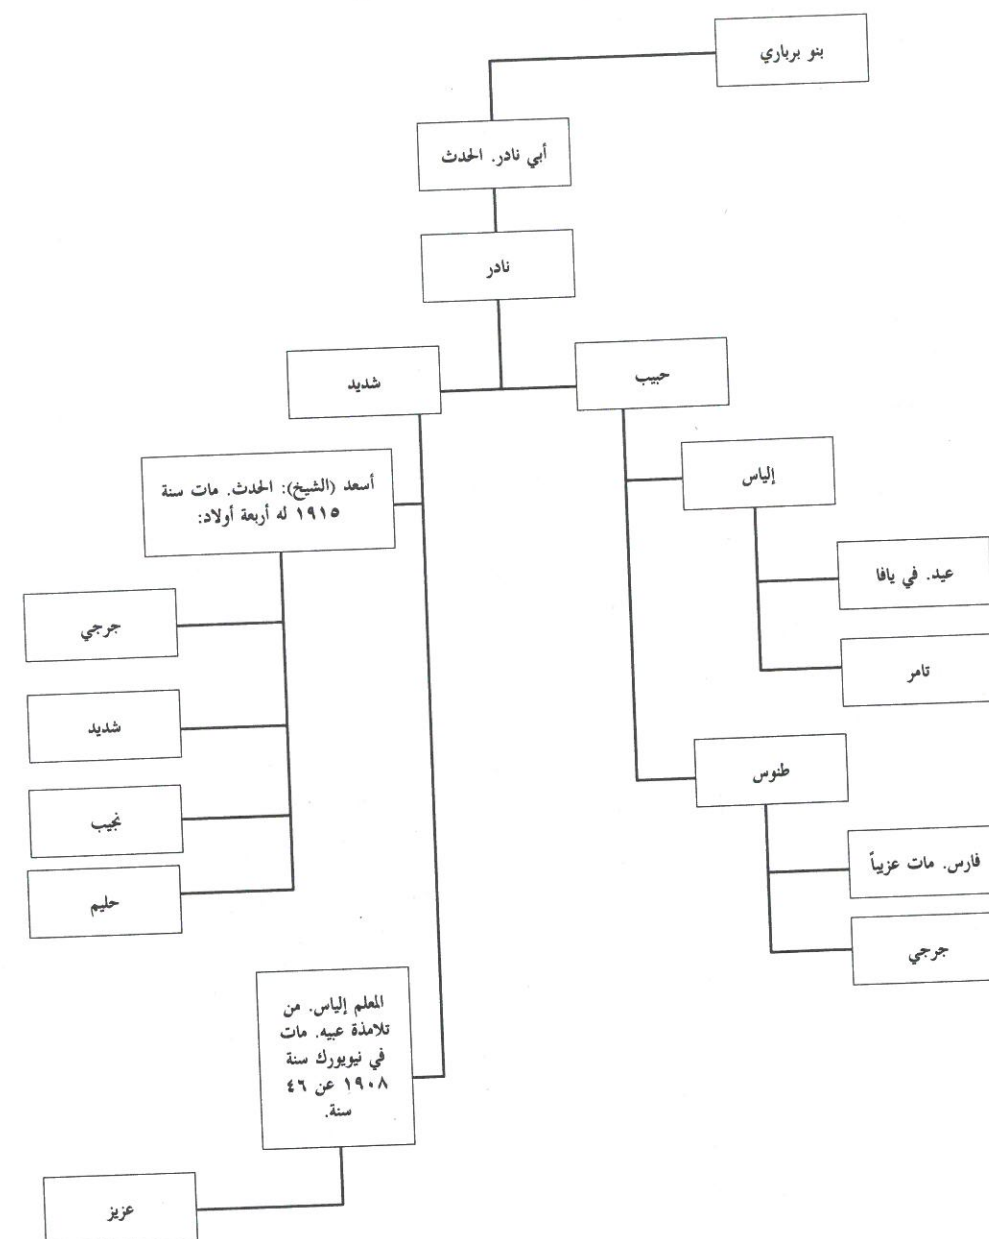 بنو برباري
أبي نادر. الحدث
نادر
حبيب
شديد
إلياس
عيد. في يافا
تامر
طنوس
فارس. مات عزيباً
جرجي
أسعد (الشيخ): الحدث. مات سنة
١٩١٥ له أربعة أولاد:
جرجي
شديد
نجيب
حليم
المعلم إلياس. من
تلامذة عبيه. مات
في نيويورك سنة
١٩٠٨ عن ٤٦
سنة.
عزيز